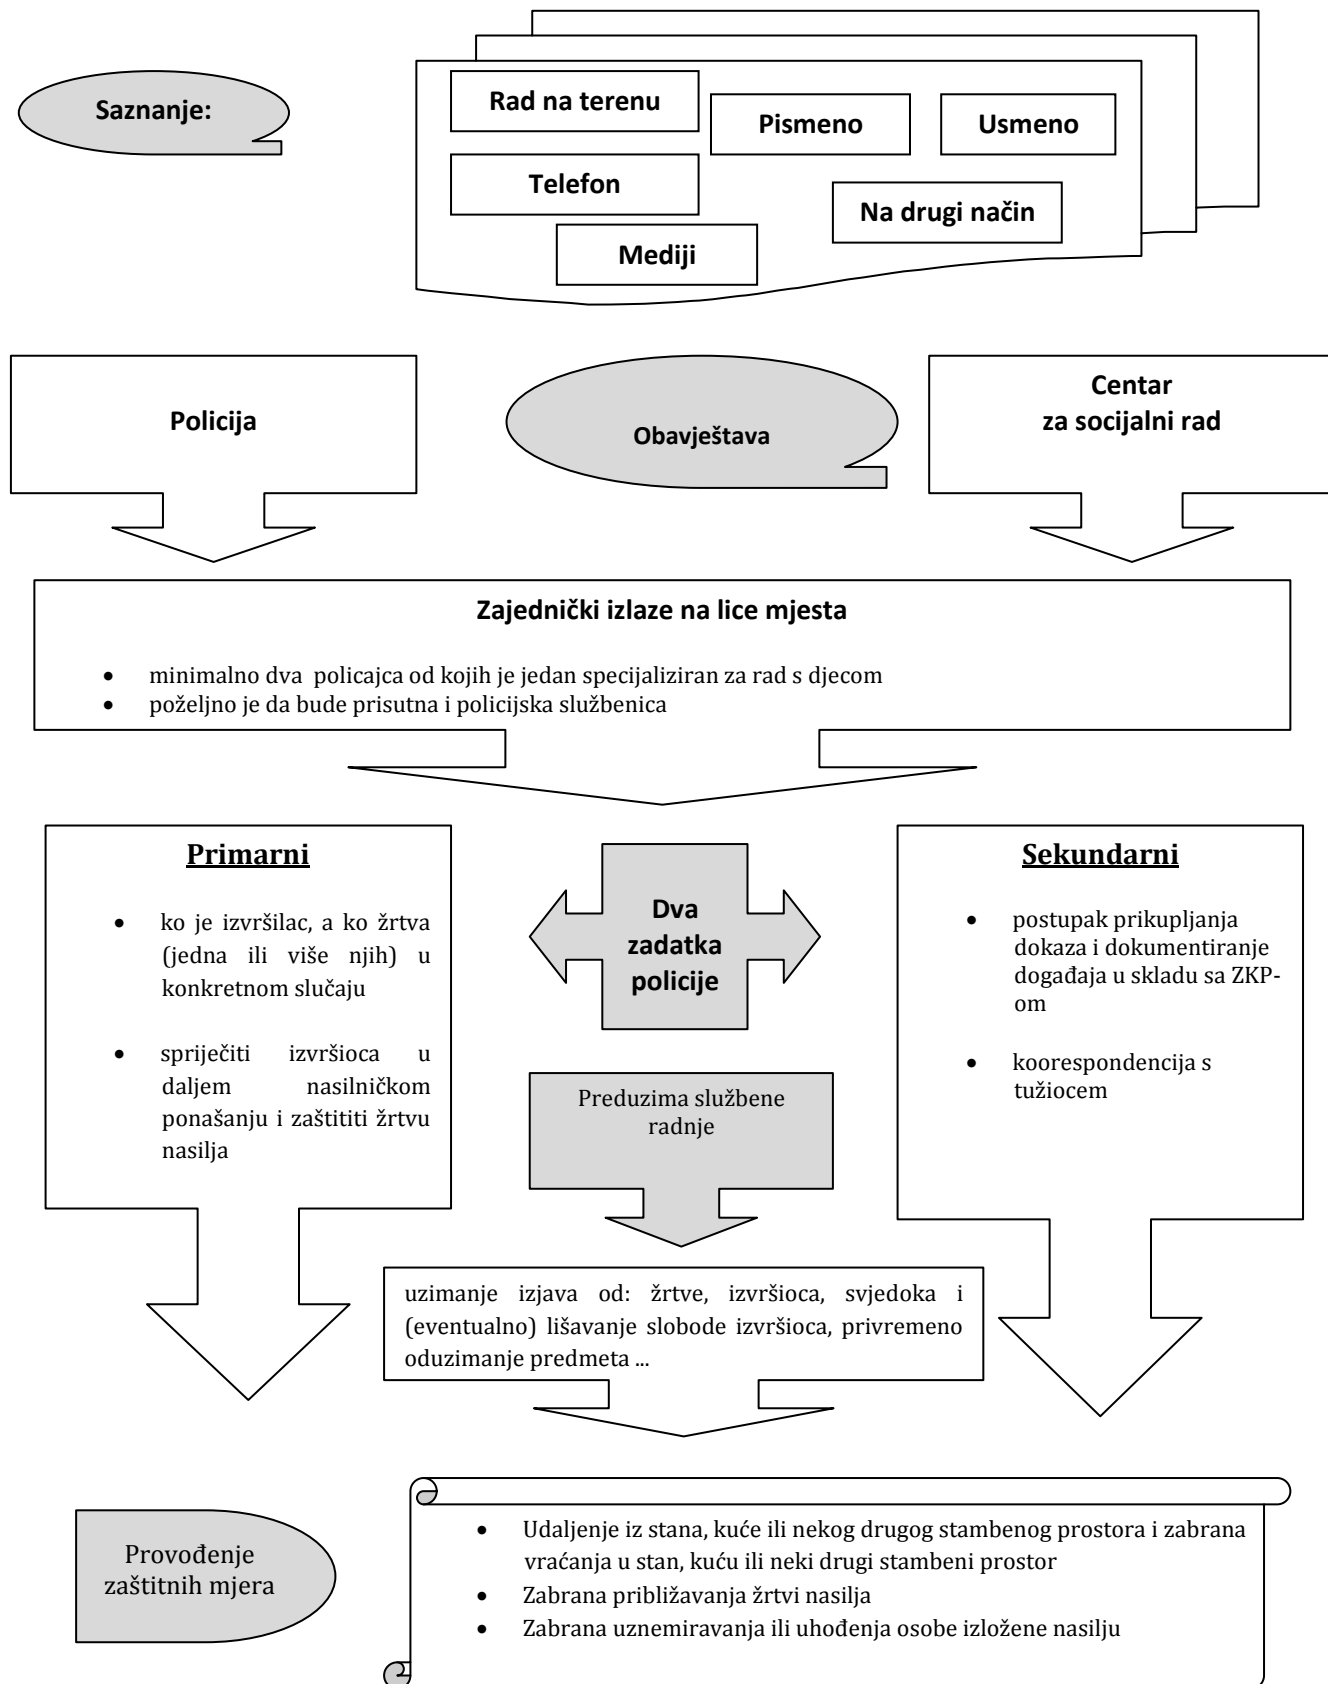 Saznanje:
Rad na terenu
Pismeno
Usmeno
Telefon
Na drugi način
Mediji
Policija
Obavještava
Centar
za socijalni rad
Zajednički izlaze na lice mjesta
• minimalno dva policajca od kojih je jedan specijaliziran za rad s djecom
• poželjno je da bude prisutna i policijska službenica
Primarni
• ko je izvršilac, a ko žrtva
(jedna ili više njih) u
konkretnom slučaju
• spriječiti izvršioca u
daljem nasilničkom
ponašanju i zaštititi žrtvu
nasilja
Dva
zadatka
policije
Sekundarni
• postupak prikupljanja
dokaza i dokumentiranje
događaja u skladu sa ZKP-
om
• koorespondencija s
tužiocem
Preduzima službene
radnje
uzimanje izjava od: žrtve, izvršioca, svjedoka i
(eventualno) lišavanje slobode izvršioca, privremeno
oduzimanje predmeta ...
Provođenje
zaštitnih mjera
• Udaljenje iz stana, kuće ili nekog drugog stambenog prostora i zabrana
vraćanja u stan, kuću ili neki drugi stambeni prostor
• Zabrana približavanja žrtvi nasilja
• Zabrana uznemiravanja ili uhođenja osobe izložene nasilju